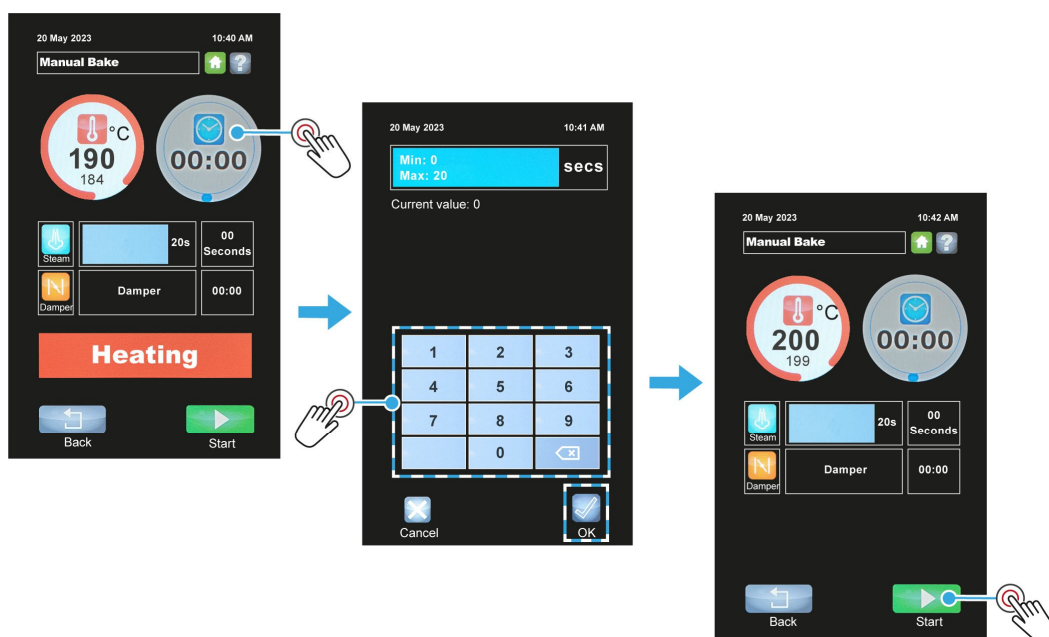 20 May 2023 10:40 AM
Manual Bake
?
°C
190
184
00:00
Steam
20s
00
Seconds
Damper
Damper
00:00
Heating
Back
Start
20 May 2023 10:41 AM
Min: 0
Max: 20
secs
Current value: 0
1 2 3
4 5 6
7 8 9
0
Cancel
OK
20 May 2023 10:42 AM
Manual Bake
?
°C
200
199
00:00
Steam
20s
00
Seconds
Damper
Damper
00:00
Back
Start